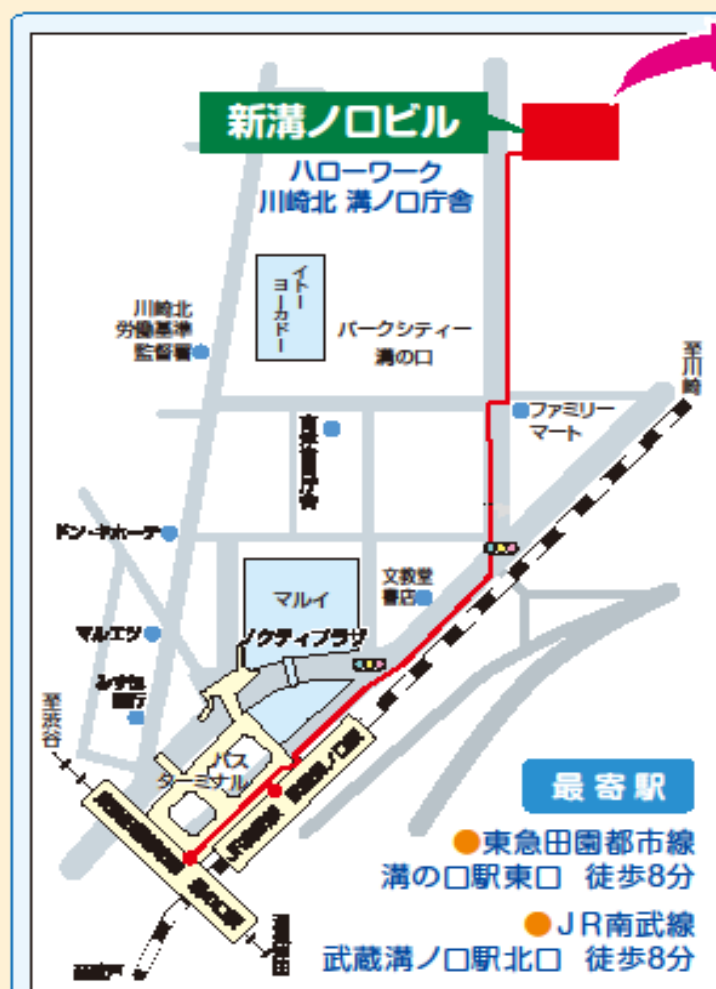 新溝ノ口ビル
ハローワーク
川崎北 溝ノ口庁舎
イトー
ヨーカドー
川崎北
労働基準
監督署
パークシティー
溝の口
至川崎
ファミリー
マート
ドン・キホーテ
マルイ
文教堂
書店
マルエツ
ノクティプラザ
みずほ
銀行
至渋谷
バス
ターミナル
最寄駅
●東急田園都市線
溝の口駅東口 徒歩8分
●JR南武線
武蔵溝ノ口駅北口 徒歩8分